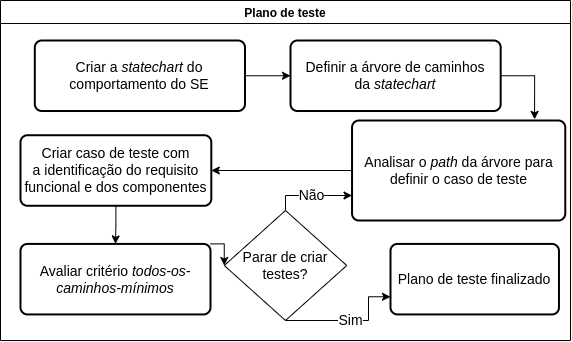 Plano de teste
Criar a statechart do
comportamento do SE
Definir a árvore de caminhos
da statechart
Analisar o path da árvore para
definir o caso de teste
Criar caso de teste com
a identificação do requisito
funcional e dos componentes
Avaliar critério todos-os-
caminhos-mínimos
Parar de criar
testes?
Não
Sim
Plano de teste finalizado